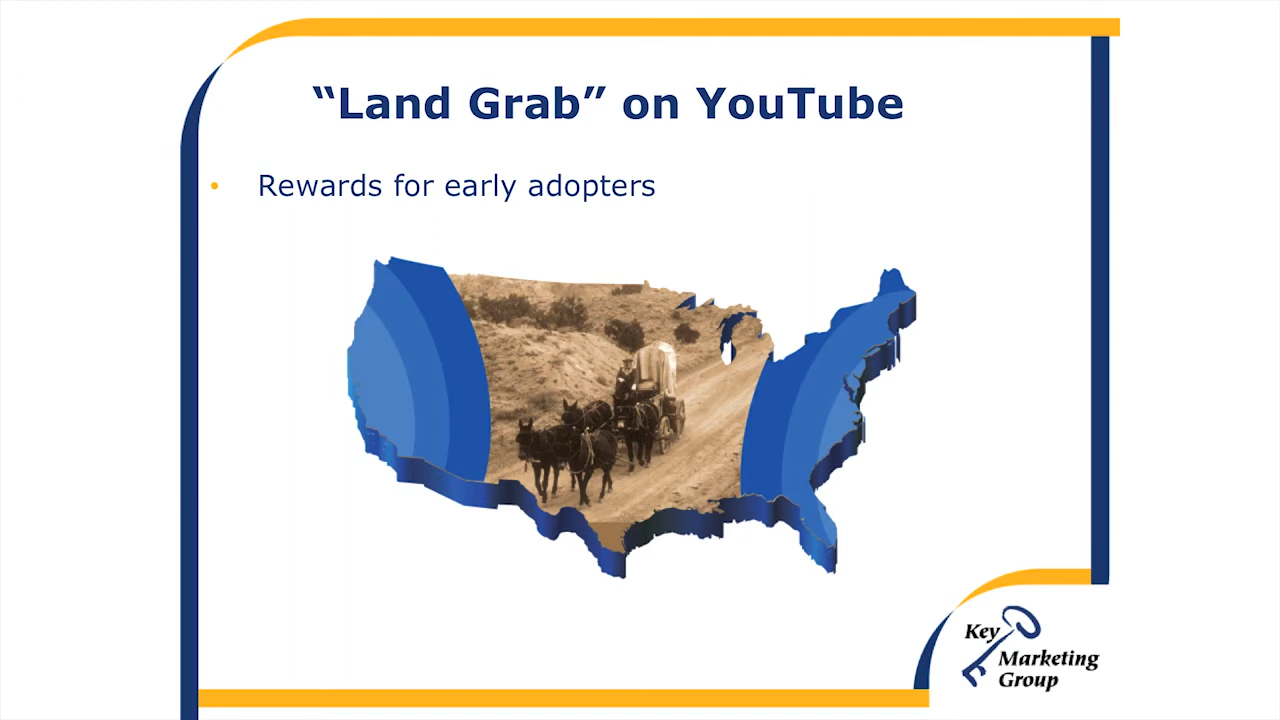 “Land Grab” on YouTube
• Rewards for early adopters
Key
Marketing
Group